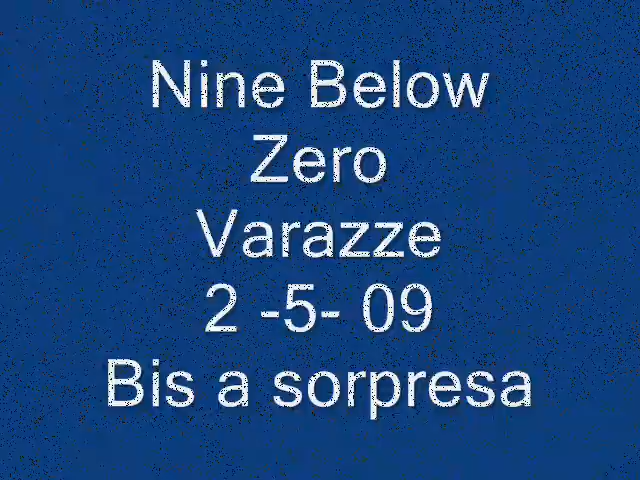 Nine Below
Zero
Varazze
2 -5- 09
Bis a sorpresa